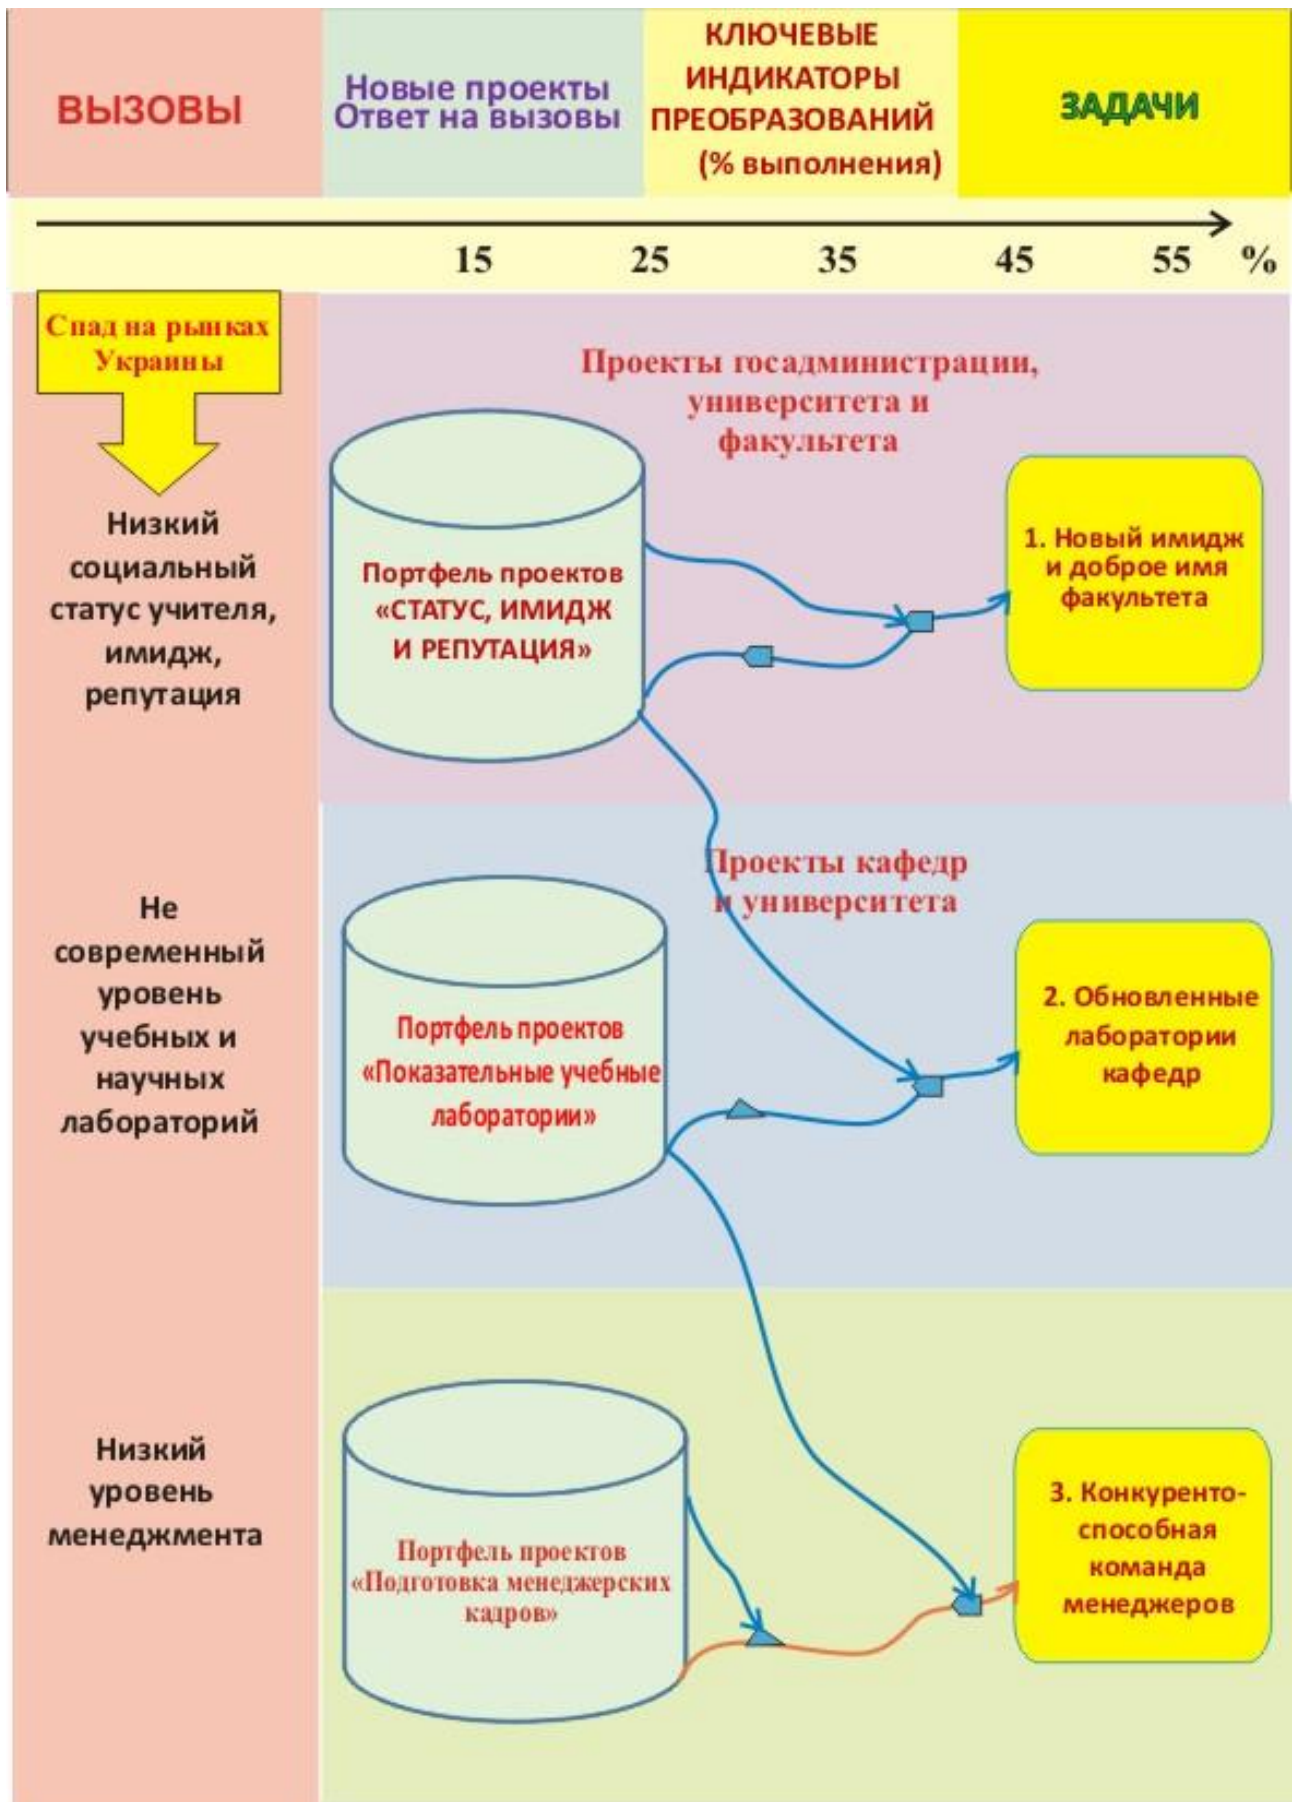 ВЫЗОВЫ
Новые проекты
Ответ на вызовы
КЛЮЧЕВЫЕ
ИНДИКАТОРЫ
ПРЕОБРАЗОВАНИЙ
(% выполнения)
ЗАДАЧИ
15 25 35 45 55 %
Спад на рынках
Украины
Низкий
социальный
статус учителя,
имидж,
репутация
Проекты госадминистрации,
университета и
факультета
Портфель проектов
«СТАТУС, ИМИДЖ
И РЕПУТАЦИЯ»
1. Новый имидж
и доброе имя
факультета
Не
современный
уровень
учебных и
научных
лабораторий
Проекты кафедр
и университета
Портфель проектов
«Показательные учебные
лаборатории»
2. Обновленные
лаборатории
кафедр
Низкий
уровень
менеджмента
Портфель проектов
«Подготовка менеджерских
кадров»
3. Конкуренто-
способная
команда
менеджеров